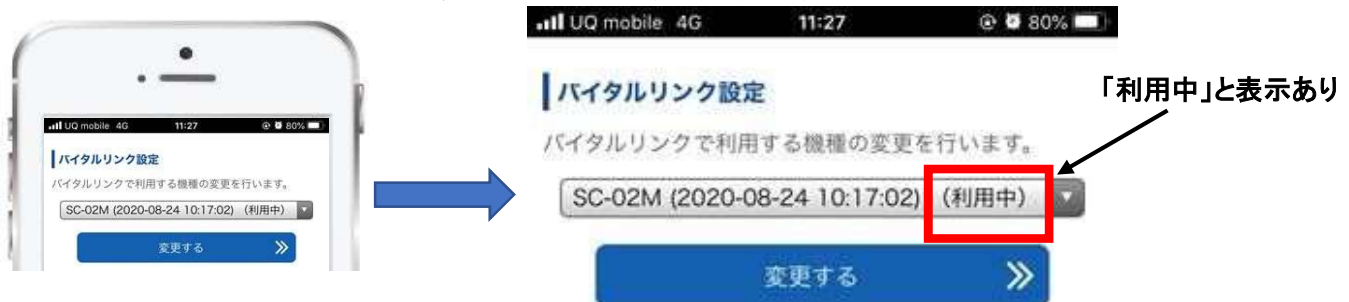 UQ mobile 4G 11:27 80%
バイタルリンク設定
バイタルリンクで利用する機種の変更を行います。
SC-02M (2020-08-24 10:17:02) （利用中）
変更する
UQ mobile 4G 11:27 80%
バイタルリンク設定
バイタルリンクで利用する機種の変更を行います。
SC-02M (2020-08-24 10:17:02) （利用中）
変更する
「利用中」と表示あり